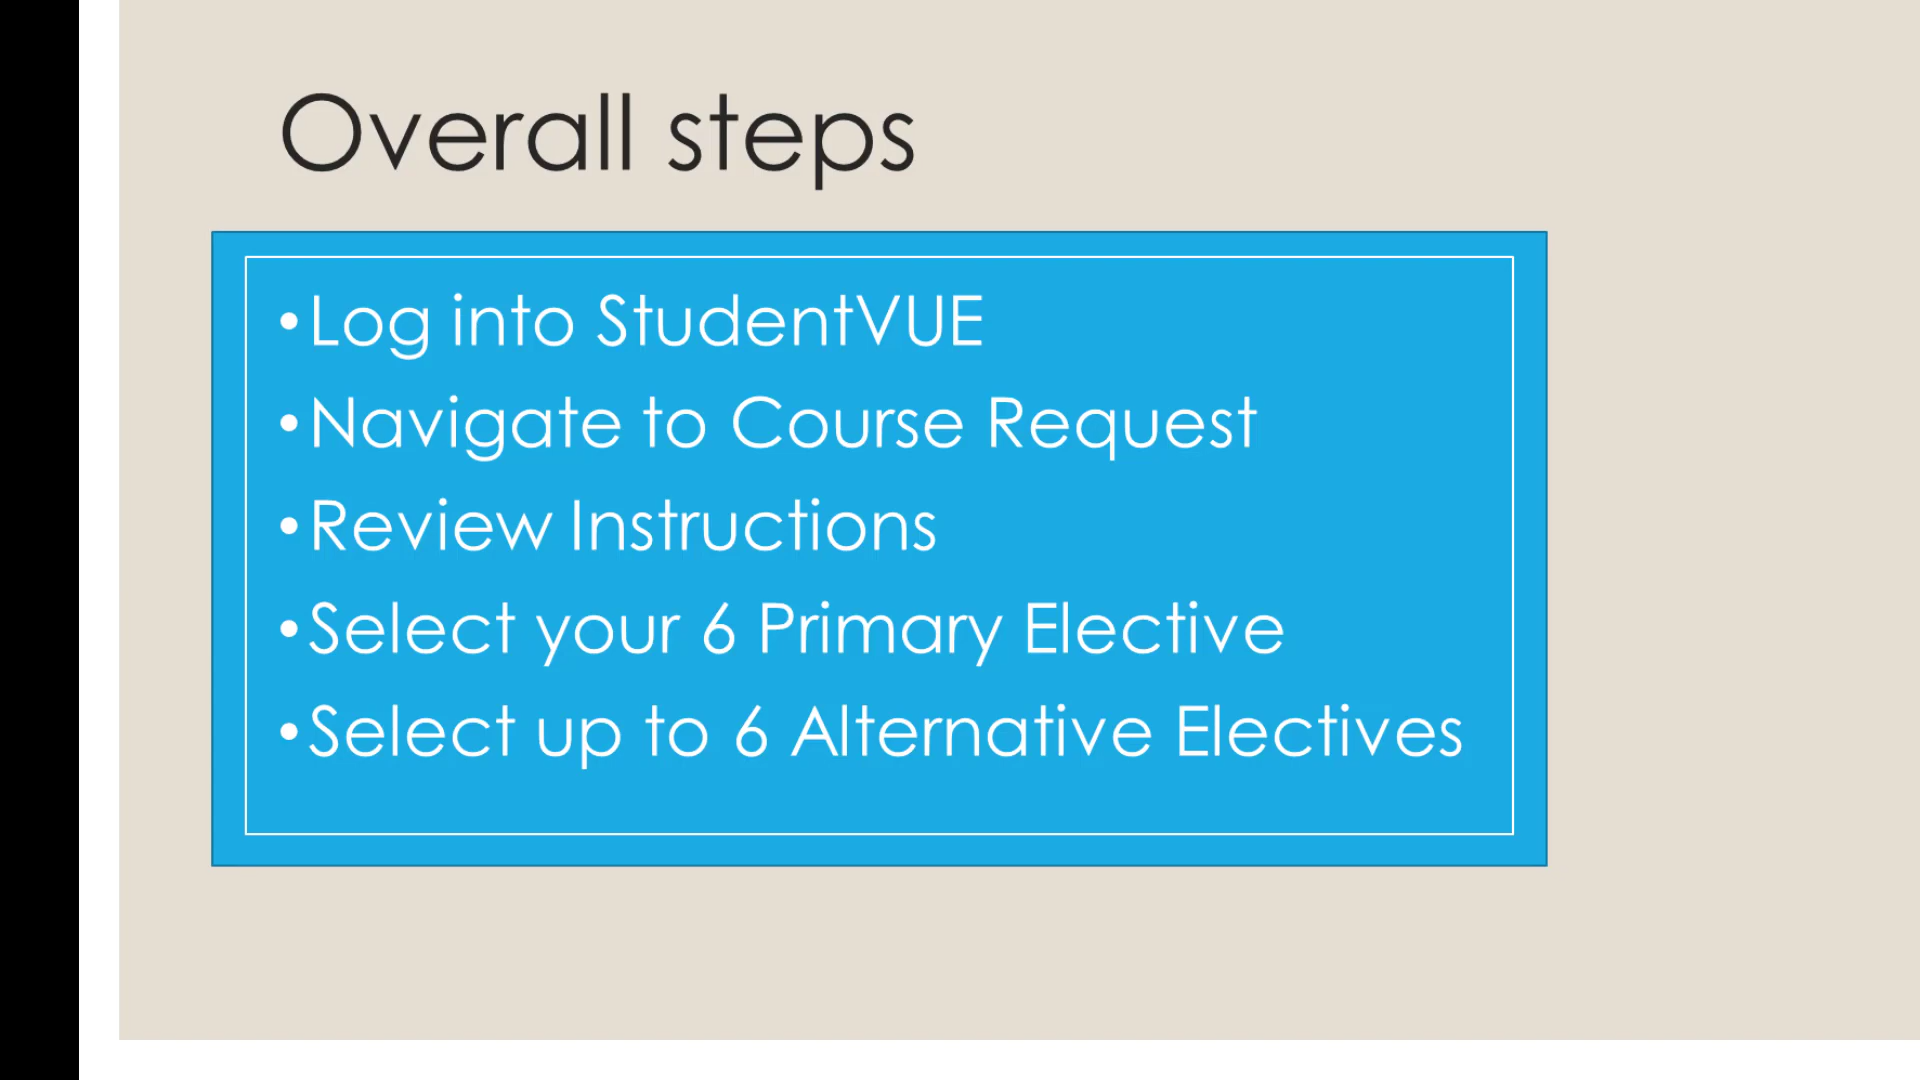 Overall steps
•Log into StudentVUE
•Navigate to Course Request
•Review Instructions
•Select your 6 Primary Elective
•Select up to 6 Alternative Electives